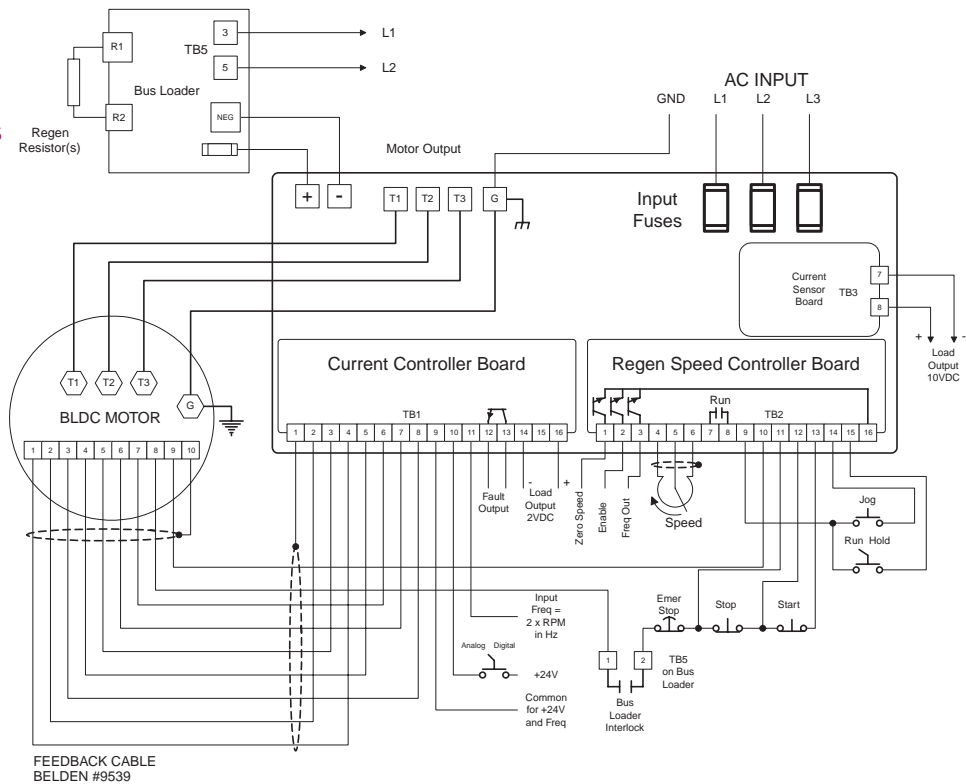 3
L1
R1
TB5
5
L2
Bus Loader
AC INPUT
R2
NEG
GND
L1
L2
L3
Regen
Resistor(s)
Motor Output
+
-
T1
T2
T3
G
Input
Fuses
Current
Sensor
Board
TB3
7
8
+
-
Load
Output
10VDC
Current Controller Board
Regen Speed Controller Board
T1
T2
T3
G
BLDC MOTOR
TB1
Run
TB2
1 2 3 4 5 6 7 8 9 10 11 12 13 14 15 16
1 2 3 4 5 6 7 8 9 10 11 12 13 14 15 16
1 2 3 4 5 6 7 8 9 10
Fault
Output
-
+
Load
Output
2VDC
Zero Speed
Enable
Freq Out
Speed
Jog
Run Hold
Input
Freq =
2 x RPM
in Hz
Emer
Stop
Stop
Start
Analog Digital
+24V
1
2
TB5
on Bus
Loader
Common
for +24V
and Freq
Bus
Loader
Interlock
FEEDBACK CABLE
BELDEN #9539